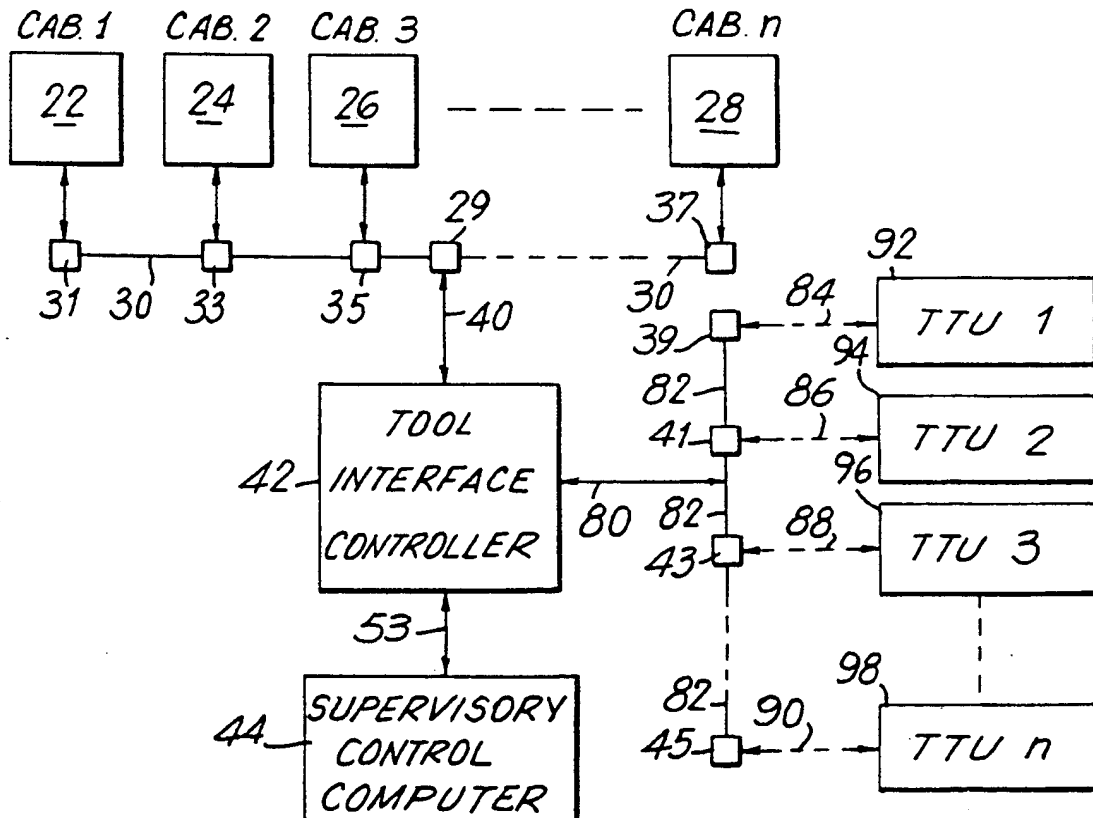 CAB. 1 CAB. 2 CAB. 3 CAB. n
22 24 26 28
29 37
31 30 33 35 30
40
92
84 TTU 1
39
94
82 86
41 TTU 2
96
TOOL
42 INTERFACE
CONTROLLER
80 82 88
43 TTU 3
53
98
82 90
45 TTU n
44 SUPERVISORY
CONTROL
COMPUTER